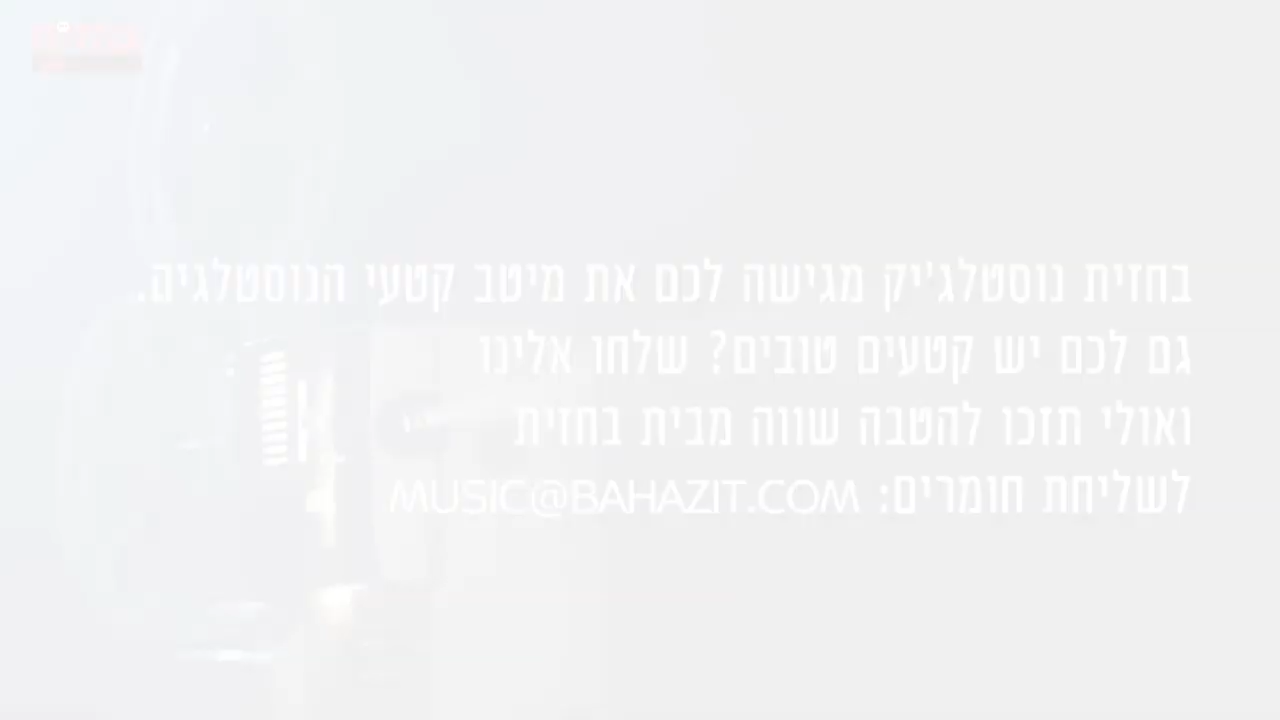 בחזית נוסטלג'יק מגישה לכם את מיטב קטעי הנוסטלגיה.
גם לכם יש קטעים טובים? שלחו אלינו
ואולי תזכו להטבה שווה מבית בחזית
לשליחת חומרים: MUSIC@BAHAZIT.COM